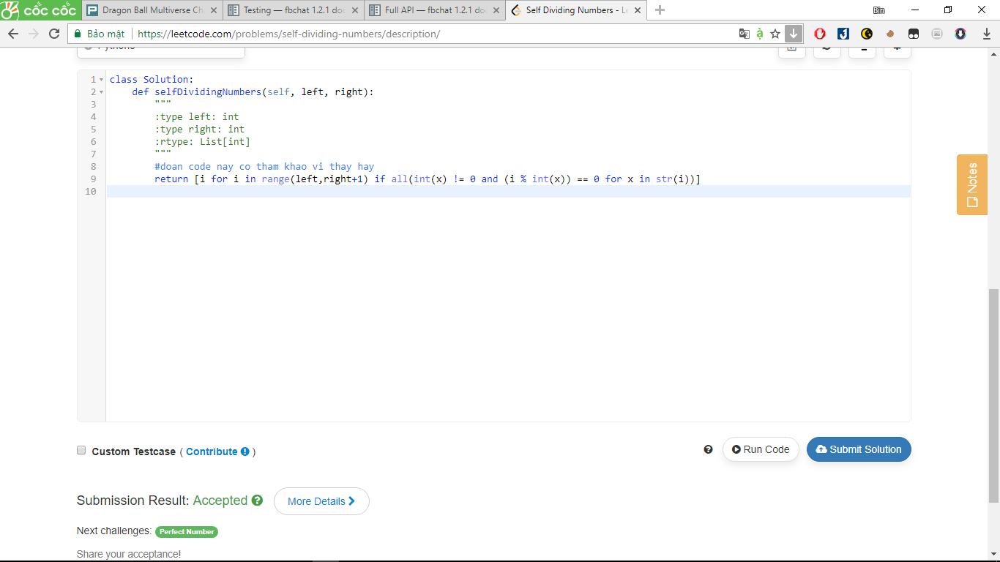 cốc cốc
Dragon Ball Multiverse Ch
Testing — fbchat 1.2.1 doc
Full API — fbchat 1.2.1 do
Self Dividing Numbers - Le
Bin
Bảo mật
https://leetcode.com/problems/self-dividing-numbers/description/
1 class Solution:
2 def selfDividingNumbers(self, left, right):
3 """
4 :type left: int
5 :type right: int
6 :rtype: List[int]
7 """
8 #doan code nay co tham khao vi thay hay
9 return [i for i in range(left,right+1) if all(int(x) != 0 and (i % int(x)) == 0 for x in str(i))]
10
Notes
Custom Testcase ( Contribute )
Run Code
Submit Solution
Submission Result: Accepted
More Details
Next challenges: Perfect Number
Share your acceptance!